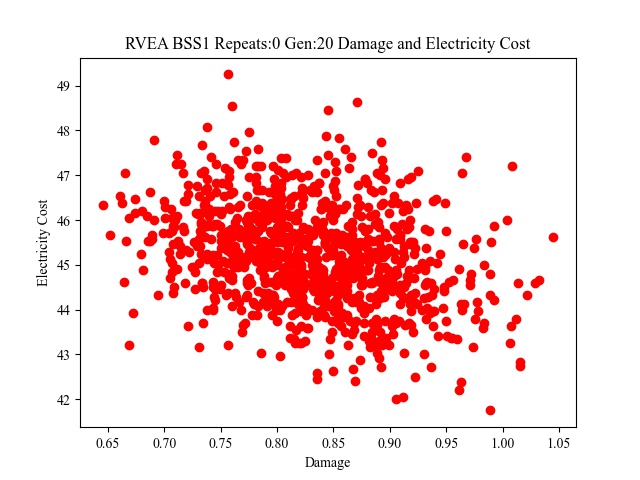 RVEA BSS1 Repeats:0 Gen:20 Damage and Electricity Cost
49
48
47
46
45
44
43
42
Electricity Cost
0.65 0.70 0.75 0.80 0.85 0.90 0.95 1.00 1.05
Damage